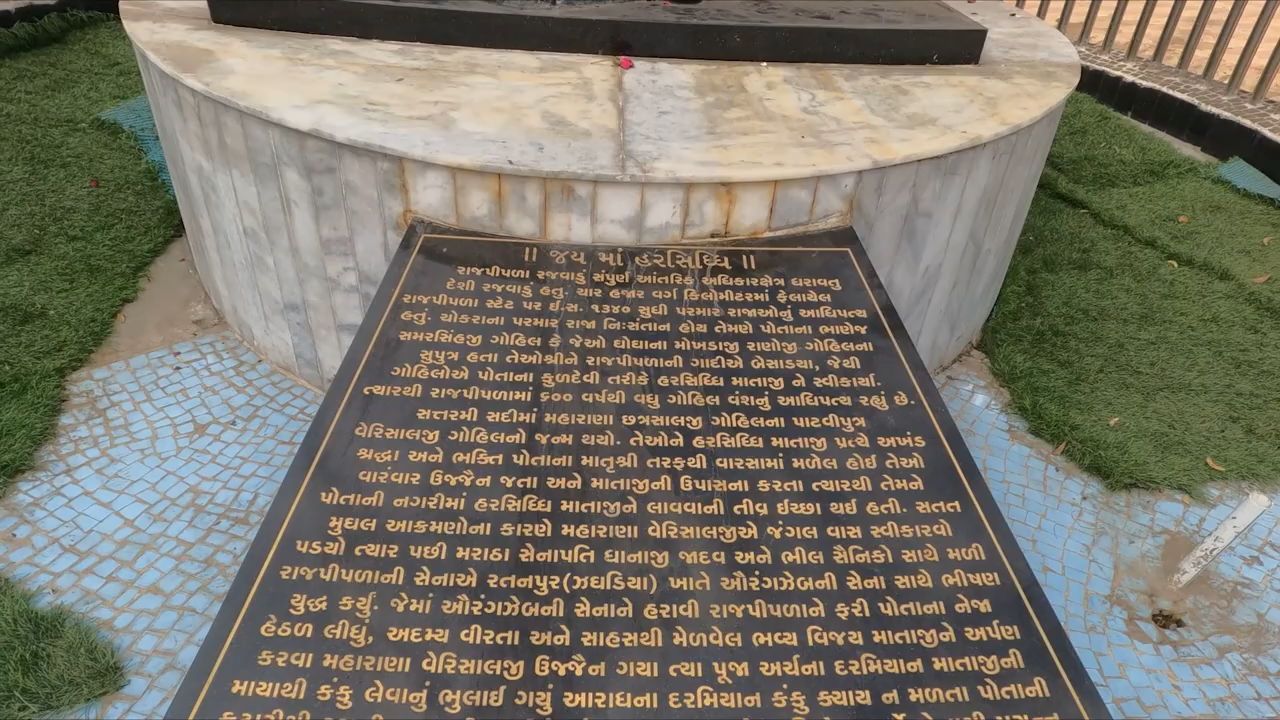 ॥ જય માં હરસિધ્ધિ ॥
રાજપીપળા રજવાડું સંપુર્ણ આંતરિક અધિકારક્ષેત્ર ધરાવતુ
દેશી રજવાડું હતુ. ચાર હજાર વર્ગ કિલોમીટરમાં ફેલાયેલ
રાજપીપળા સ્ટેટ પર ઈ.સ. ૧૩૪૦ સુધી પરમાર રાજાઓનું આધિપત્ય
હતું. ચોકરાના પરમાર રાજા નિઃસંતાન હોય તેમણે પોતાના ભાણેજ
સમરસિંહજી ગોહિલ કે જેઓ ઘોઘાના મોખડાજી રાણોજી ગોહિલના
સુપુત્ર હતા તેઓશ્રીને રાજપીપળાની ગાદીએ બેસાડયા, જેથી
ગોહિલોએ પોતાના કુળદેવી તરીકે હરસિધ્ધિ માતાજી ને સ્વીકાર્યા.
ત્યારથી રાજપીપળામાં ૬૦૦ વર્ષથી વધુ ગોહિલ વંશનું આધિપત્ય રહ્યું છે.
સત્તરમી સદીમાં મહારાણા છત્રસાલજી ગોહિલના પાટવીપુત્ર
વેરિસાલજી ગોહિલનો જન્મ થયો. તેઓને હરસિધ્ધિ માતાજી પ્રત્યે અખંડ
શ્રદ્ધા અને ભક્તિ પોતાના માતૃશ્રી તરફથી વારસામાં મળેલ હોઈ તેઓ
વારંવાર ઉજ્જૈન જતા અને માતાજીની ઉપાસના કરતા ત્યારથી તેમને
પોતાની નગરીમાં હરસિધ્ધિ માતાજીને લાવવાની તીવ્ર ઈચ્છા થઈ હતી. સતત
મુઘલ આક્રમણોના કારણે મહારાણા વેરિસાલજીએ જંગલ વાસ સ્વીકારવો
પડયો ત્યાર પછી મરાઠા સેનાપતિ ધાનાજી જાદવ અને ભીલ સૈનિકો સાથે મળી
રાજપીપળાની સેનાએ રતનપુર(ઝઘડિયા) ખાતે ઔરંગઝેબની સેના સાથે ભીષણ
યુદ્ધ કર્યું. જેમાં ઔરંગઝેબની સેનાને હરાવી રાજપીપળાને ફરી પોતાના નેજા
હેઠળ લીધું, અદમ્ય વીરતા અને સાહસથી મેળવેલ ભવ્ય વિજય માતાજીને અર્પણ
કરવા મહારાણા વેરિસાલજી ઉજ્જૈન ગયા ત્યા પૂજા અર્ચના દરમિયાન માતાજીની
માયાથી કંકુ લેવાનું ભુલાઈ ગયું આરાધના દરમિયાન કંકુ ક્યાય ન મળતા પોતાની